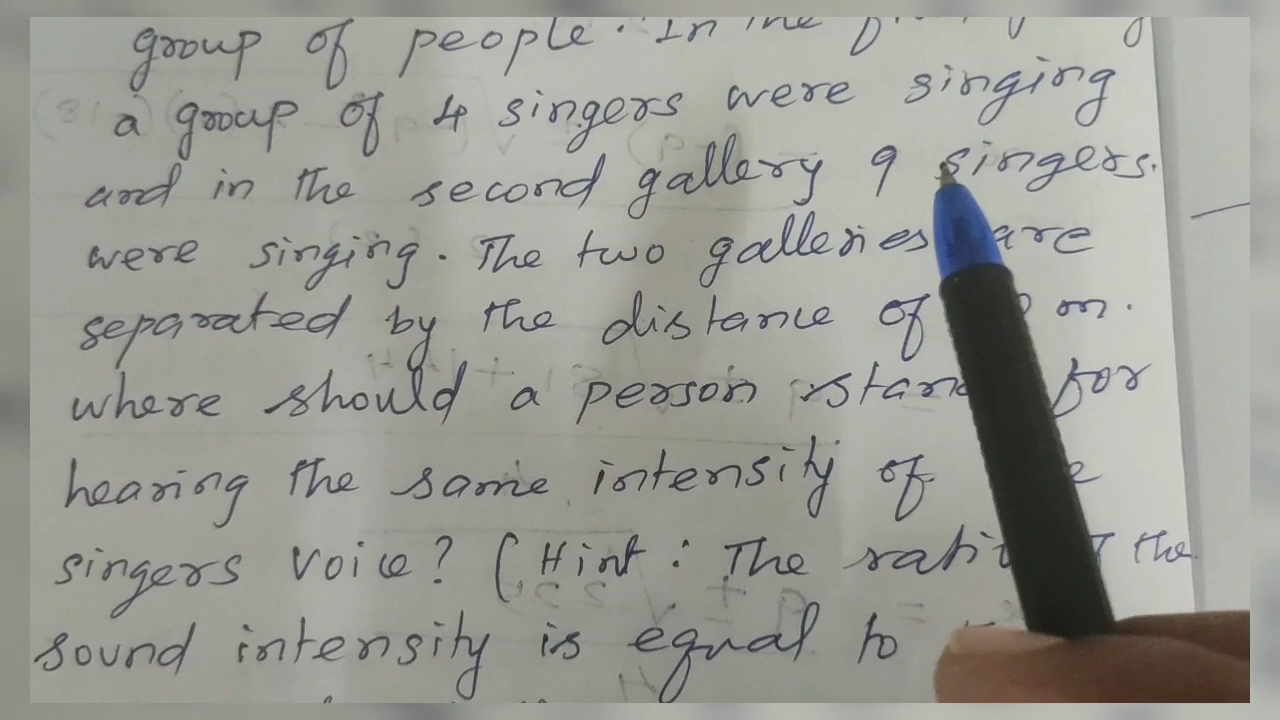 group of people. In the
a group of 4 singers were singing
and in the second gallery 9 singers.
were singing. The two galleries are
separated by the distance of m.
where should a person stand for
hearing the same intensity of
singers voice? (Hint : The ratio the
sound intensity is equal to